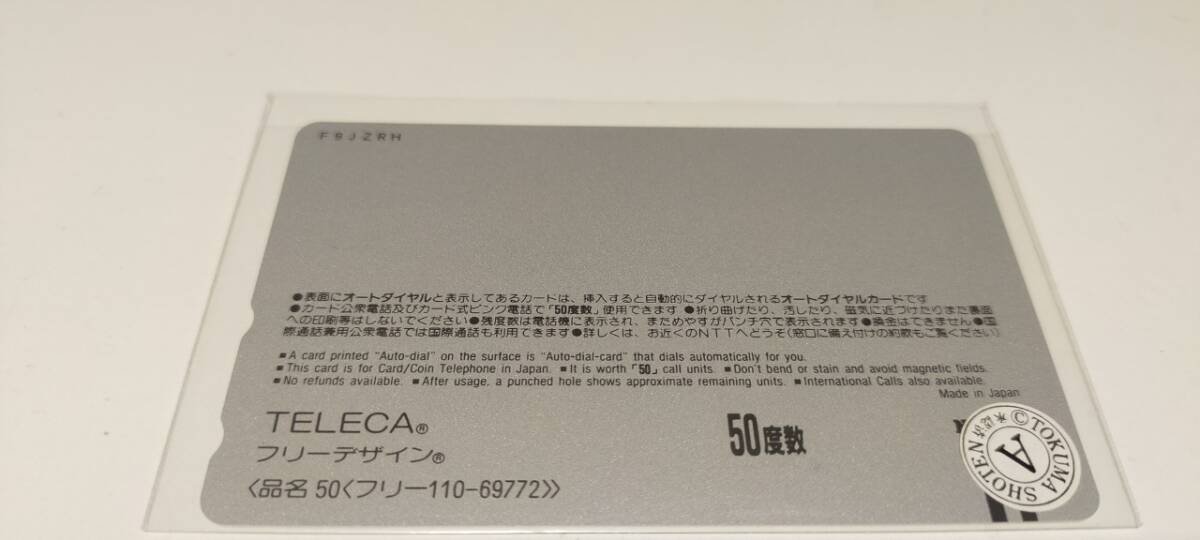 F9JZRH
●表面にオートダイヤルと表示してあるカードは、挿入すると自動的にダイヤルされるオートダイヤルカードです
●カード公衆電話及びカード式ピンク電話で「50度数」使用できます ●折り曲げたり、汚したり、磁気に近づけたりまた裏面
への印刷等はしないでください●残度数は電話機に表示され、まためやすがパンチ穴で表示されます●換金はできません●国
際通話兼用公衆電話では国際通話も利用できます●詳しくは、お近くのNTTへどうぞ(窓口に備え付けの約款もご覧ください)
■A card printed "Auto-dial" on the surface is "Auto-dial-card" that dials automatically for you.
■This card is for Card/Coin Telephone in Japan. ■It is worth「50」call units. ■Don't bend or stain and avoid magnetic fields.
■No refunds available. ■After usage, a punched hole shows approximate remaining units. ■International Calls also available.
Made in Japan
TELECA®
フリーデザイン®
〈品名 50〈フリー110-69772〉〉
50度数
©TOKUMA SHOTEN
承認済
A